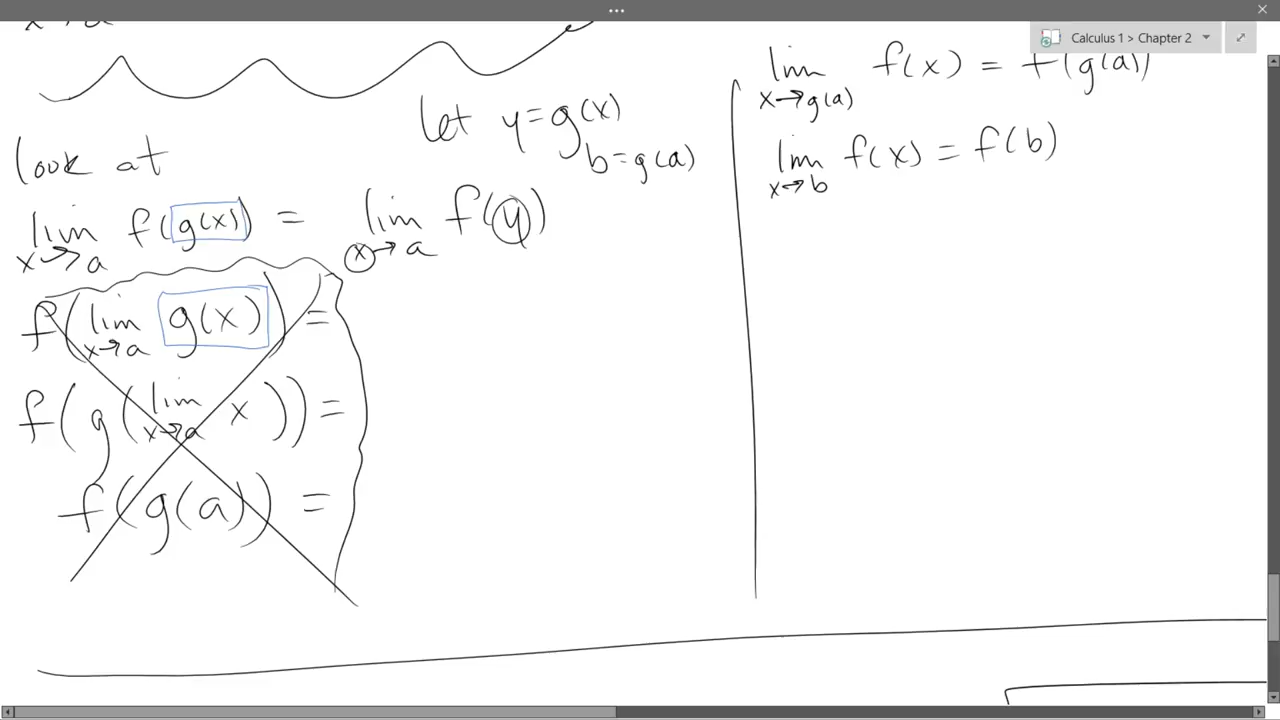 Calculus 1 > Chapter 2
let y=g(x)
b=g(a)
look at
lim x→a f(g(x)) = lim x→a f(y)
f(lim x→a g(x)) =
f(g(lim x→a x)) =
f(g(a)) =
lim x→g(a) f(x) = f(g(a))
lim x→b f(x) = f(b)